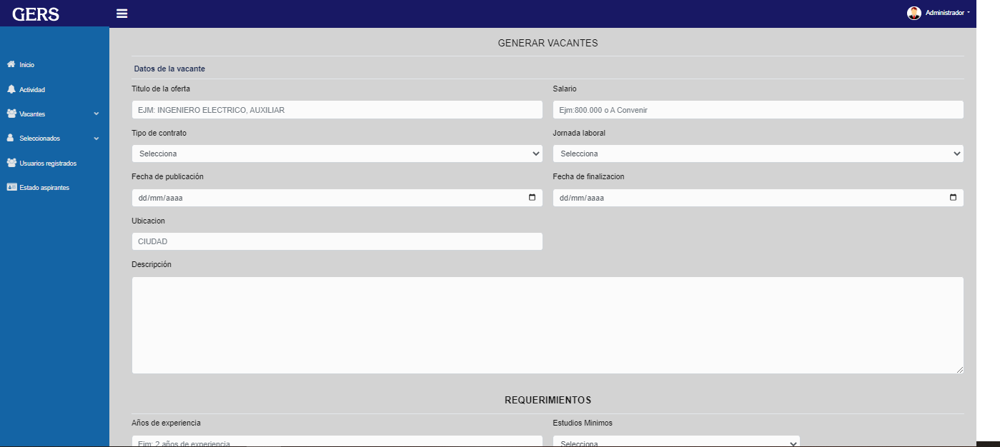 GERS
Administrador
Inicio
Actividad
Vacantes
Seleccionados
Usuarios registrados
Estado aspirantes
GENERAR VACANTES
Datos de la vacante
Titulo de la oferta
Salario
EJM: INGENIERO ELECTRICO, AUXILIAR
Ejm:800.000 o A Convenir
Tipo de contrato
Jornada laboral
Selecciona
Selecciona
Fecha de publicación
Fecha de finalizacion
dd/mm/aaaa
dd/mm/aaaa
Ubicacion
CIUDAD
Descripción
REQUERIMIENTOS
Años de experiencia
Estudios Minimos
Ejm: 2 años de experiencia
Selecciona